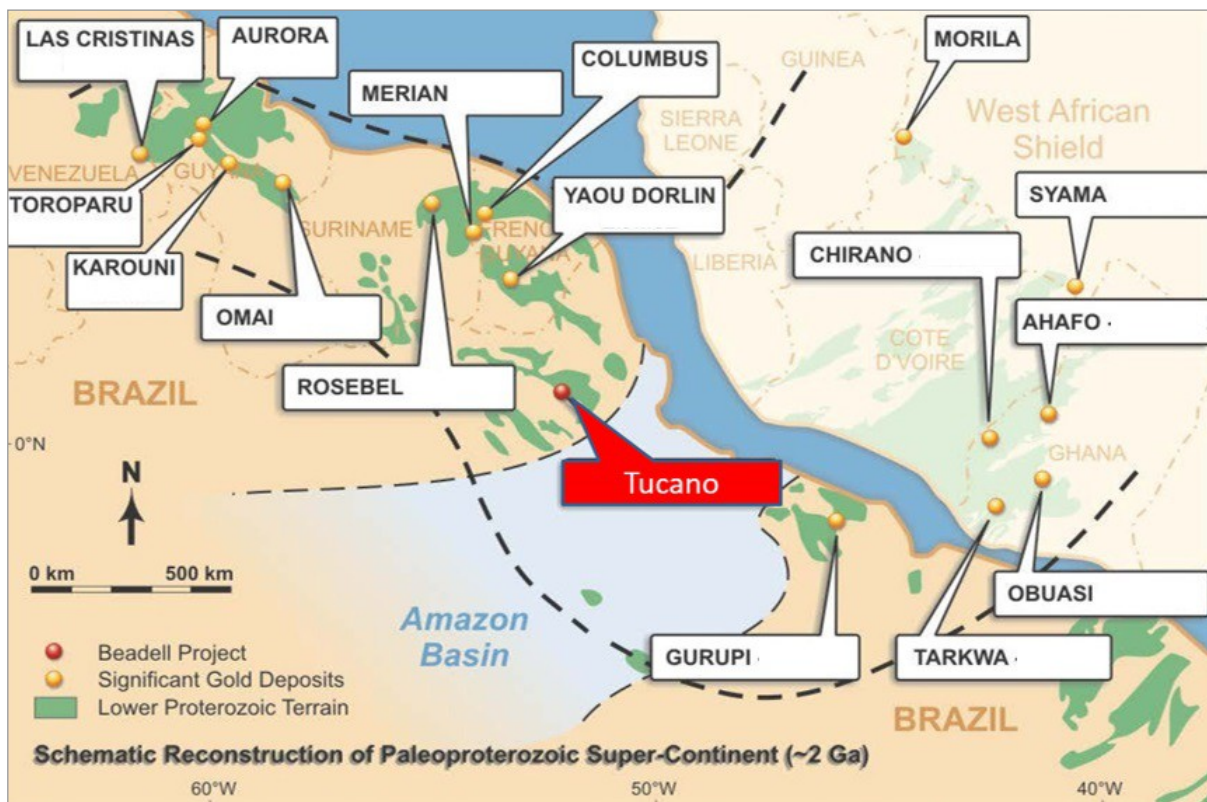 LAS CRISTINAS
AURORA
COLUMBUS
MERIAN
GUINEA
MORILA
SIERRA
LEONE
West African
Shield
VENEZUELA
TOROPARU
KAROUNI
OMAI
SURINAME
YAOU DORLIN
LIBERIA
CHIRANO -
SYAMA
COTE
D'VOIRE
AHAFO -
BRAZIL
ROSEBEL
0°N
N
Tucano
GHANA
0 km 500 km
Amazon
Basin
GURUPI -
TARKWA -
OBUASI
BRAZIL
Beadell Project
Significant Gold Deposits
Lower Proterozoic Terrain
Schematic Reconstruction of Paleoproterozoic Super-Continent (~2 Ga)
60°W 50°W 40°W